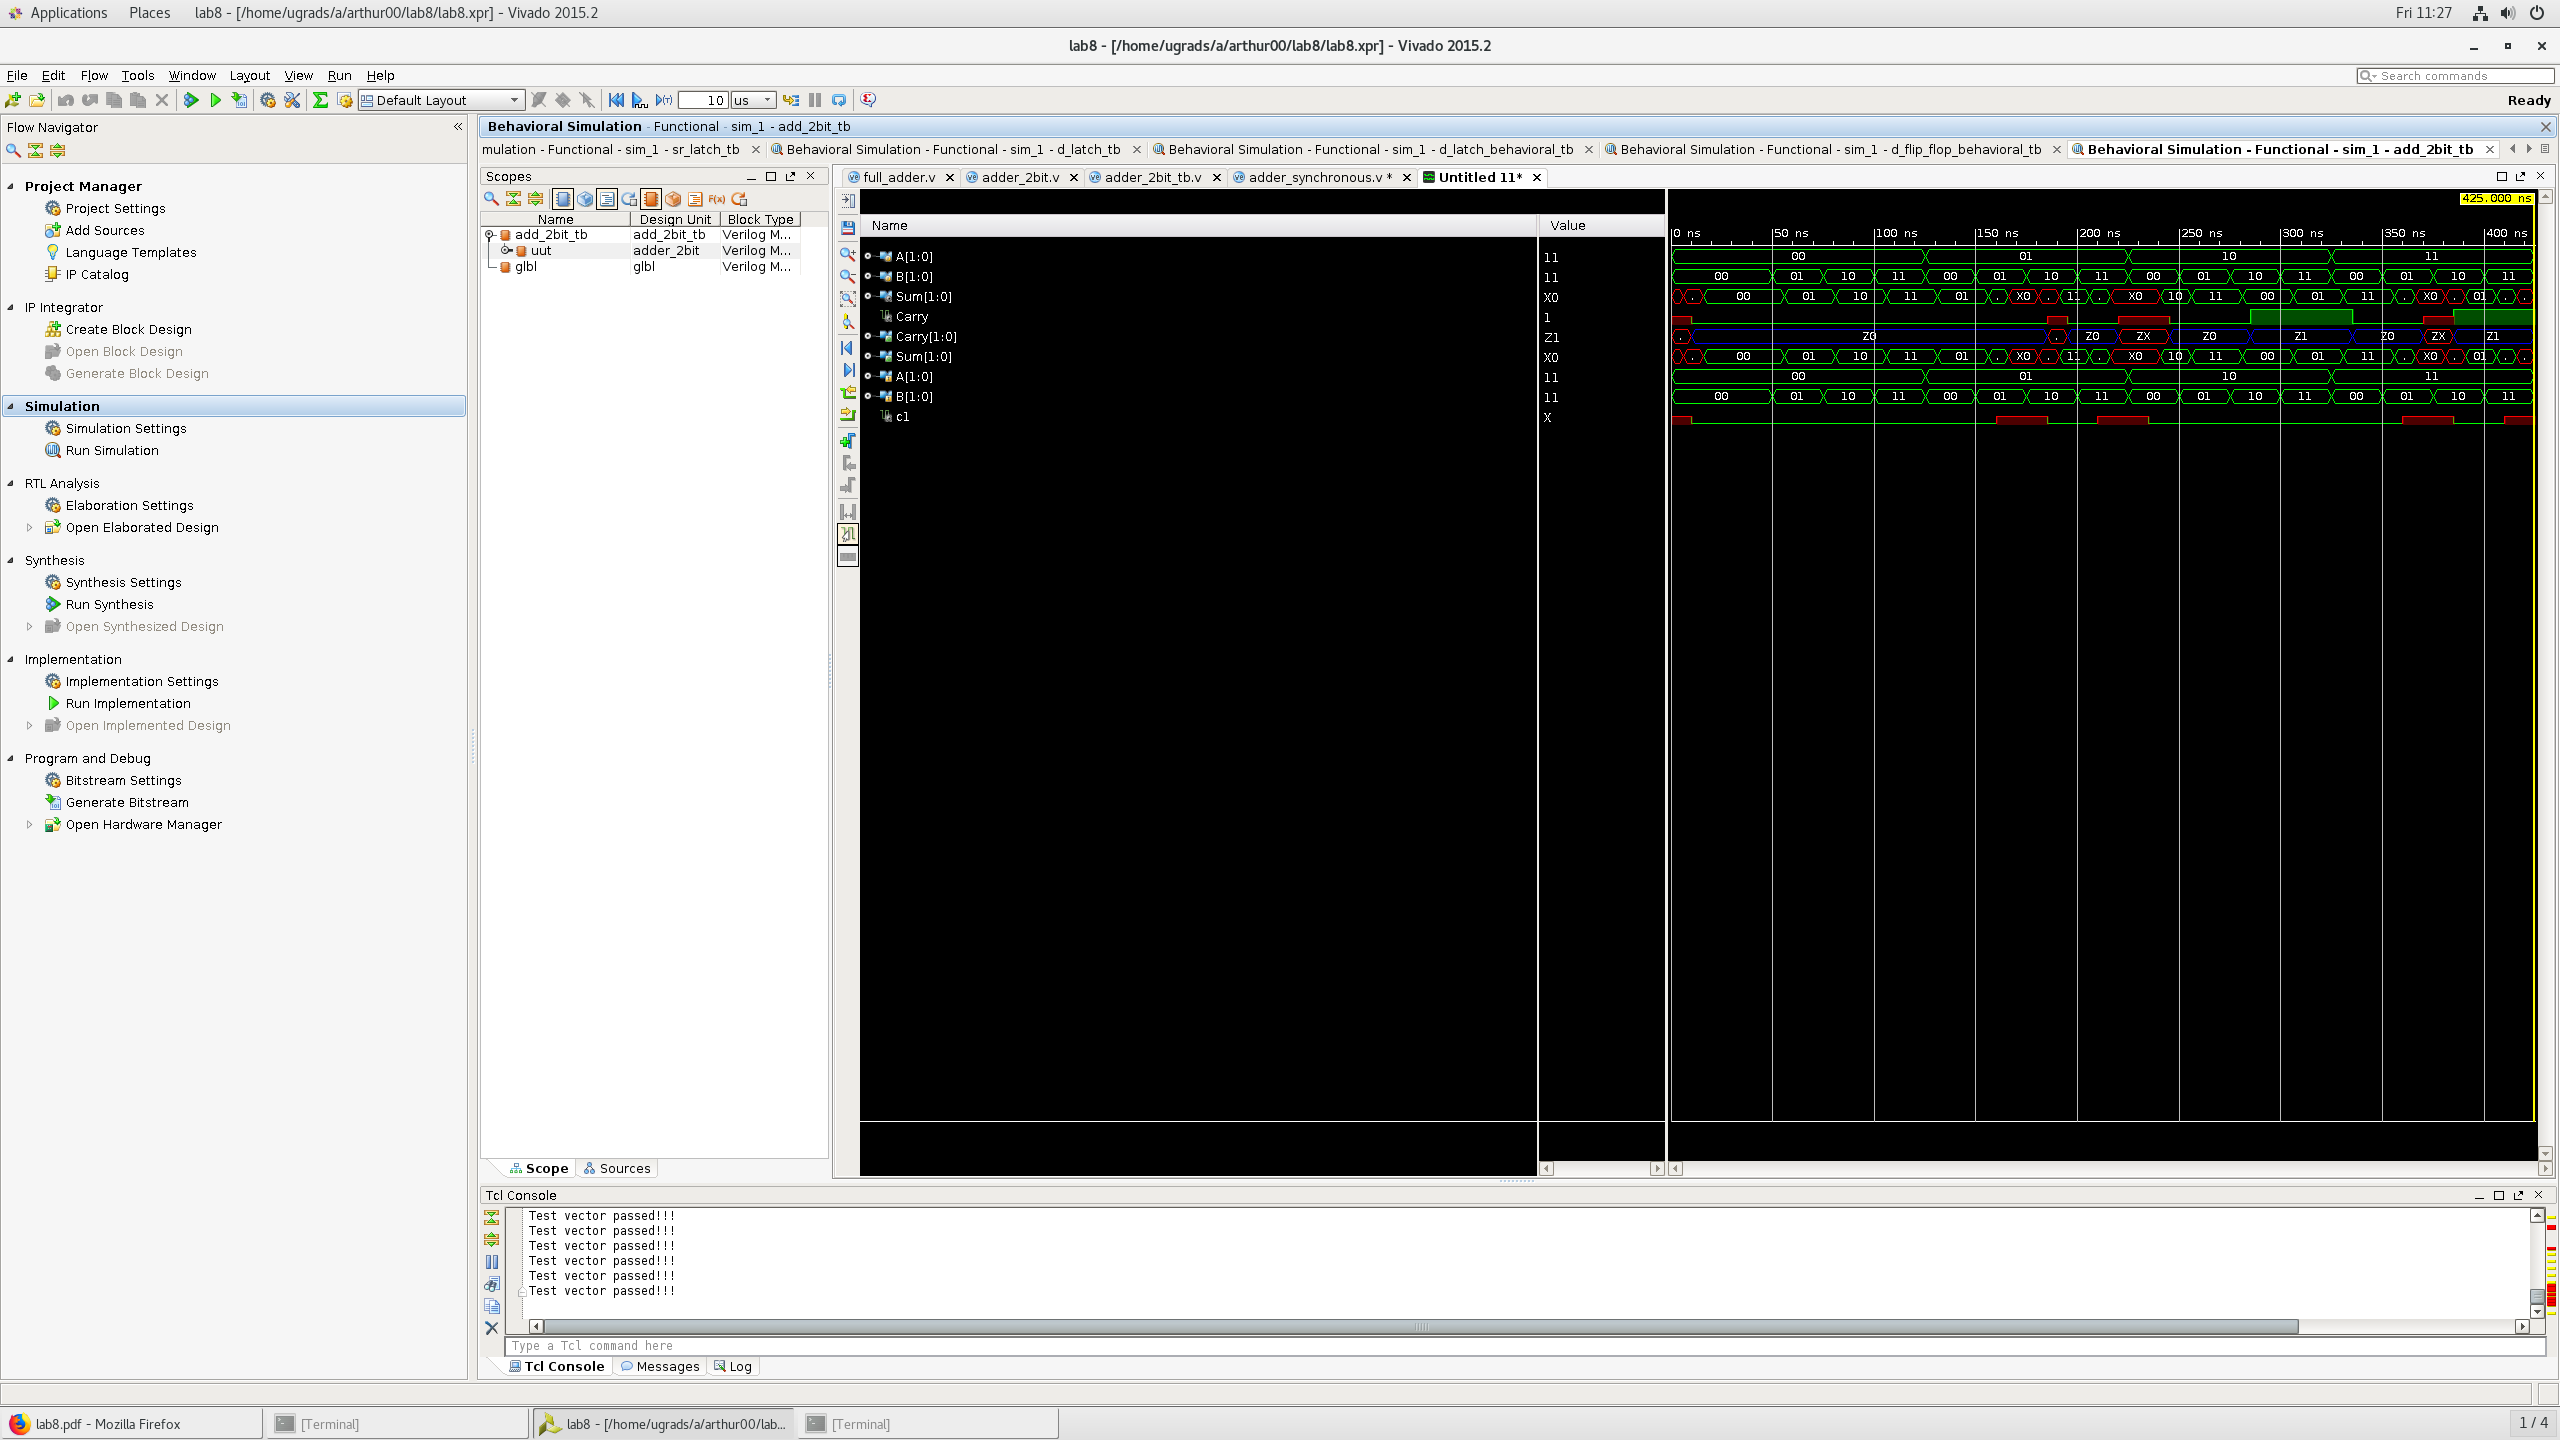 Applications Places lab8 - [/home/ugrads/a/arthur00/lab8/lab8.xpr] - Vivado 2015.2 Fri 11:27
lab8 - [/home/ugrads/a/arthur00/lab8/lab8.xpr] - Vivado 2015.2
File Edit Flow Tools Window Layout View Run Help Search commands
Default Layout 10 us Ready
Flow Navigator
Project Manager
Project Settings
Add Sources
Language Templates
IP Catalog
IP Integrator
Create Block Design
Open Block Design
Generate Block Design
Simulation
Simulation Settings
Run Simulation
RTL Analysis
Elaboration Settings
Open Elaborated Design
Synthesis
Synthesis Settings
Run Synthesis
Open Synthesized Design
Implementation
Implementation Settings
Run Implementation
Open Implemented Design
Program and Debug
Bitstream Settings
Generate Bitstream
Open Hardware Manager
Behavioral Simulation - Functional - sim_1 - add_2bit_tb
mulation - Functional - sim_1 - sr_latch_tb Behavioral Simulation - Functional - sim_1 - d_latch_tb Behavioral Simulation - Functional - sim_1 - d_latch_behavioral_tb Behavioral Simulation - Functional - sim_1 - d_flip_flop_behavioral_tb Behavioral Simulation - Functional - sim_1 - add_2bit_tb
Scopes
F(x)
Name Design Unit Block Type
add_2bit_tb add_2bit_tb Verilog M...
uut adder_2bit Verilog M...
glbl glbl Verilog M...
Scope Sources
full_adder.v adder_2bit.v adder_2bit_tb.v adder_synchronous.v * Untitled 11*
425.000 ns
Name Value
0 ns 50 ns 100 ns 150 ns 200 ns 250 ns 300 ns 350 ns 400 ns
A[1:0] 11 00 01 10 11
B[1:0] 11 00 01 10 11 00 01 10 11 00 01 10 11 00 01 10 11
Sum[1:0] X0 . 00 01 10 11 01 . X0 . 11 . X0 10 11 00 01 11 . X0 . 01 . .
Carry 1
Carry[1:0] Z1 . Z0 . Z0 ZX Z0 Z1 Z0 ZX Z1
Sum[1:0] X0 . 00 01 10 11 01 . X0 . 11 . X0 10 11 00 01 11 . X0 . 01 . .
A[1:0] 11 00 01 10 11
B[1:0] 11 00 01 10 11 00 01 10 11 00 01 10 11 00 01 10 11
c1 X
Tcl Console
Test vector passed!!!
Test vector passed!!!
Test vector passed!!!
Test vector passed!!!
Test vector passed!!!
Test vector passed!!!
Type a Tcl command here
Tcl Console Messages Log
lab8.pdf - Mozilla Firefox [Terminal] lab8 - [/home/ugrads/a/arthur00/lab... [Terminal] 1 / 4